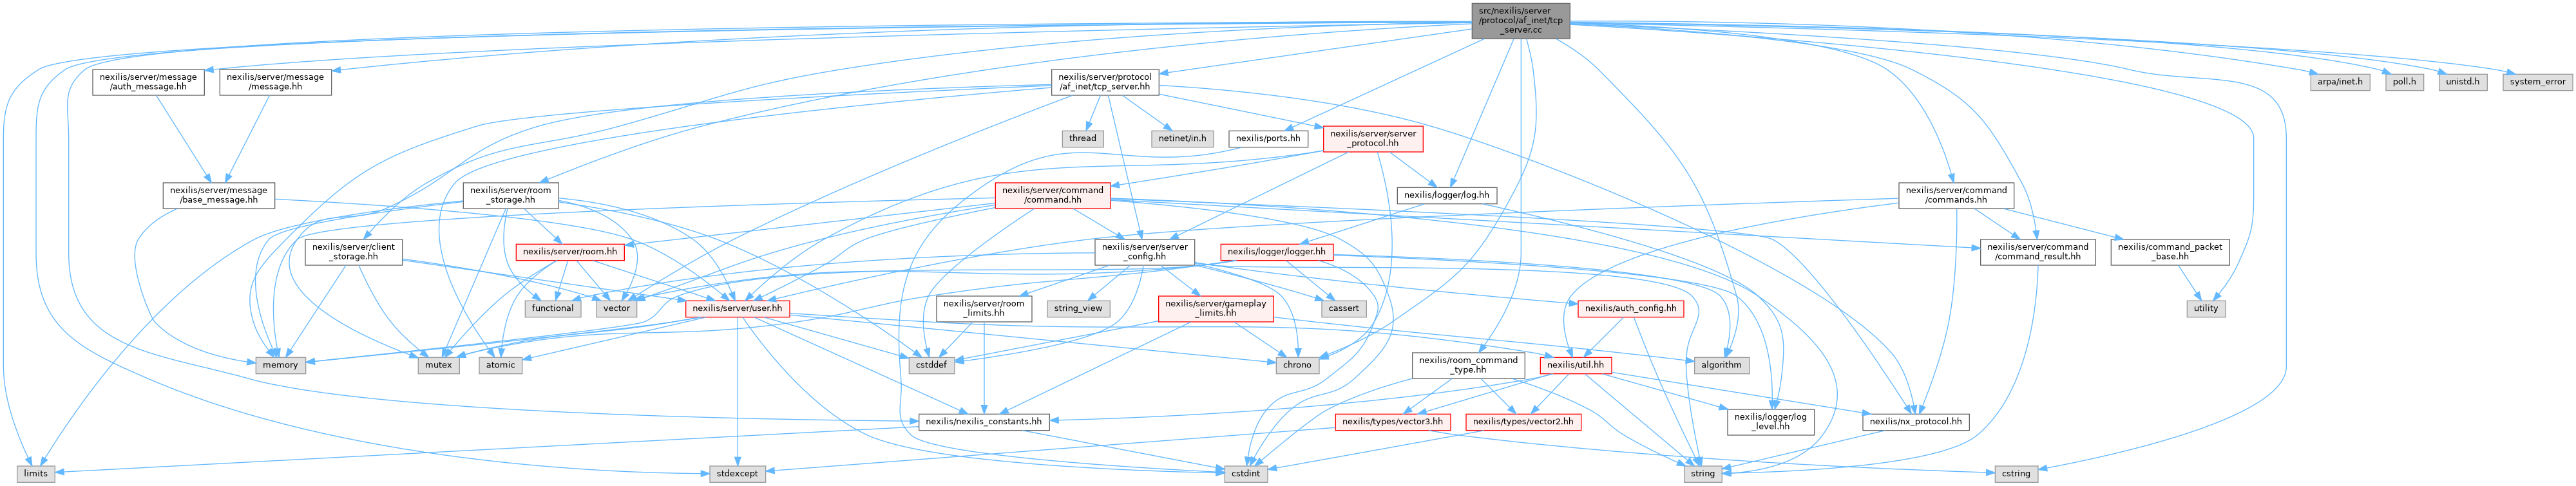 src/nexilis/server
/protocol/af_inet/tcp
_server.cc
nexilis/server/message
/auth_message.hh
nexilis/server/message
/message.hh
nexilis/server/protocol
/af_inet/tcp_server.hh
arpa/inet.h
poll.h
unistd.h
system_error
thread
netinet/in.h
nexilis/ports.hh
nexilis/server/server
_protocol.hh
nexilis/server/message
/base_message.hh
nexilis/server/room
_storage.hh
nexilis/server/command
/command.hh
nexilis/logger/log.hh
nexilis/server/command
/commands.hh
nexilis/server/client
_storage.hh
nexilis/server/room.hh
nexilis/server/server
_config.hh
nexilis/logger/logger.hh
nexilis/server/command
/command_result.hh
nexilis/command_packet
_base.hh
functional
vector
nexilis/server/user.hh
nexilis/server/room
_limits.hh
string_view
nexilis/server/gameplay
_limits.hh
cassert
nexilis/auth_config.hh
utility
memory
mutex
atomic
cstddef
chrono
nexilis/room_command
_type.hh
nexilis/util.hh
algorithm
nexilis/nexilis_constants.hh
nexilis/types/vector3.hh
nexilis/types/vector2.hh
nexilis/logger/log
_level.hh
nexilis/nx_protocol.hh
limits
stdexcept
cstdint
string
cstring